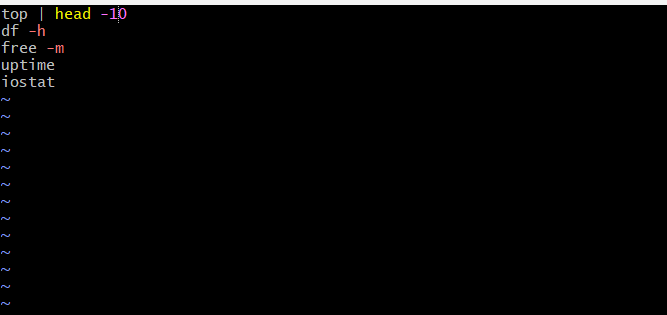 top | head -10
df -h
free -m
uptime
iostat
~
~
~
~
~
~
~
~
~
~
~
~
~